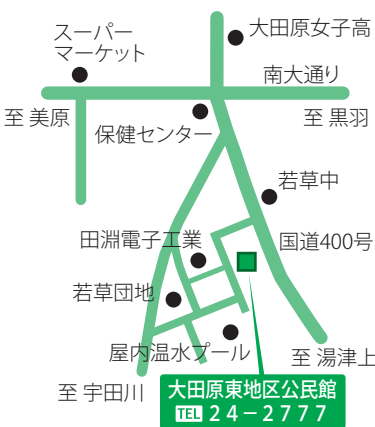 スーパー
マーケット
大田原女子高
南大通り
至 美原
保健センター
至 黒羽
若草中
田淵電子工業
国道400号
若草団地
屋内温水プール
至 湯津上
至 宇田川
大田原東地区公民館
TEL 24－2777